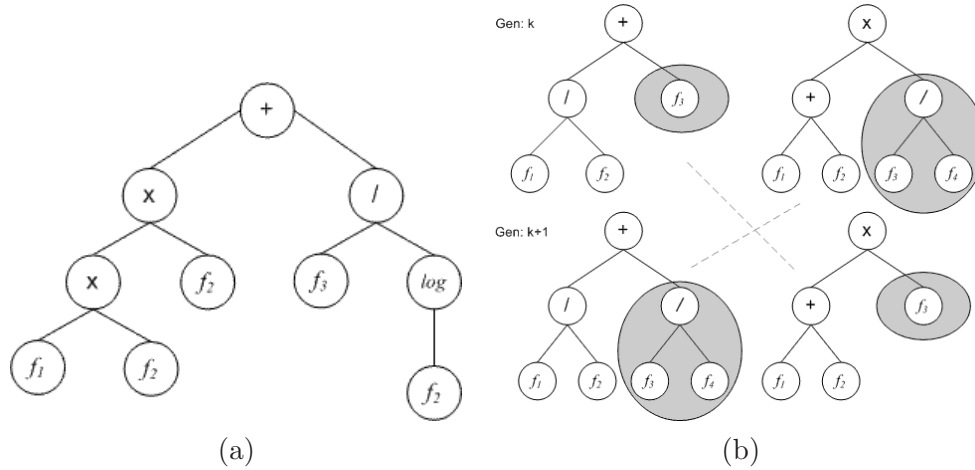 +
x /
x f2 f3 log
f1 f2 f2
(a)
Gen: k + x
/ f3 + /
f1 f2 f1 f2 f3 f4
Gen: k+1 + x
/ / + f3
f1 f2 f3 f4 f1 f2
(b)